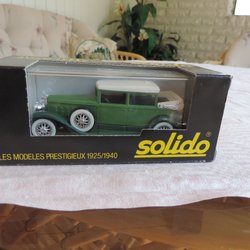 solido
LES MODELES PRESTIGIEUX 1925/1940